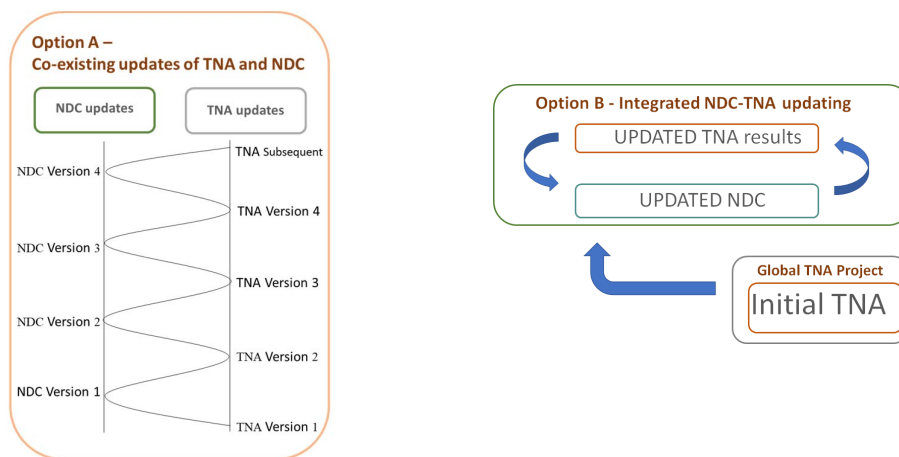 Option A –
Co-existing updates of TNA and NDC
NDC updates
TNA updates
TNA Subsequent
NDC Version 4
TNA Version 4
NDC Version 3
TNA Version 3
NDC Version 2
TNA Version 2
NDC Version 1
TNA Version 1
Option B - Integrated NDC-TNA updating
UPDATED TNA results
UPDATED NDC
Global TNA Project
Initial TNA